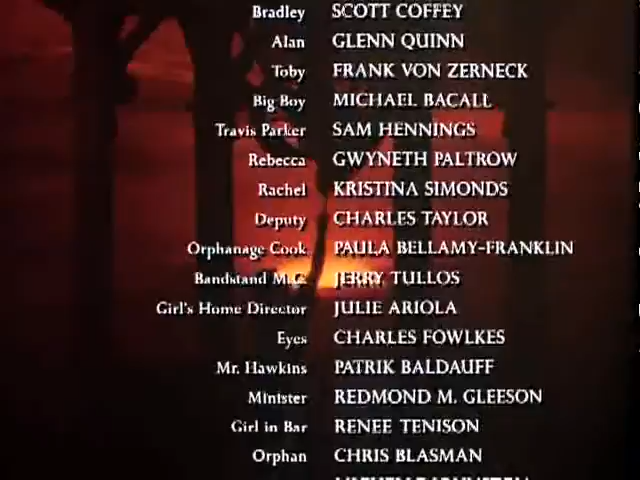 Bradley SCOTT COFFEY
Alan GLENN QUINN
Toby FRANK VON ZERNECK
Big Boy MICHAEL BACALL
Travis Parker SAM HENNINGS
Rebecca GWYNETH PALTROW
Rachel KRISTINA SIMONDS
Deputy CHARLES TAYLOR
Orphanage Cook PAULA BELLAMY-FRANKLIN
Bandstand M.C. JERRY TULLOS
Girl's Home Director JULIE ARIOLA
Eyes CHARLES FOWLKES
Mr. Hawkins PATRIK BALDAUFF
Minister REDMOND M. GLEESON
Girl in Bar RENEE TENISON
Orphan CHRIS BLASMAN